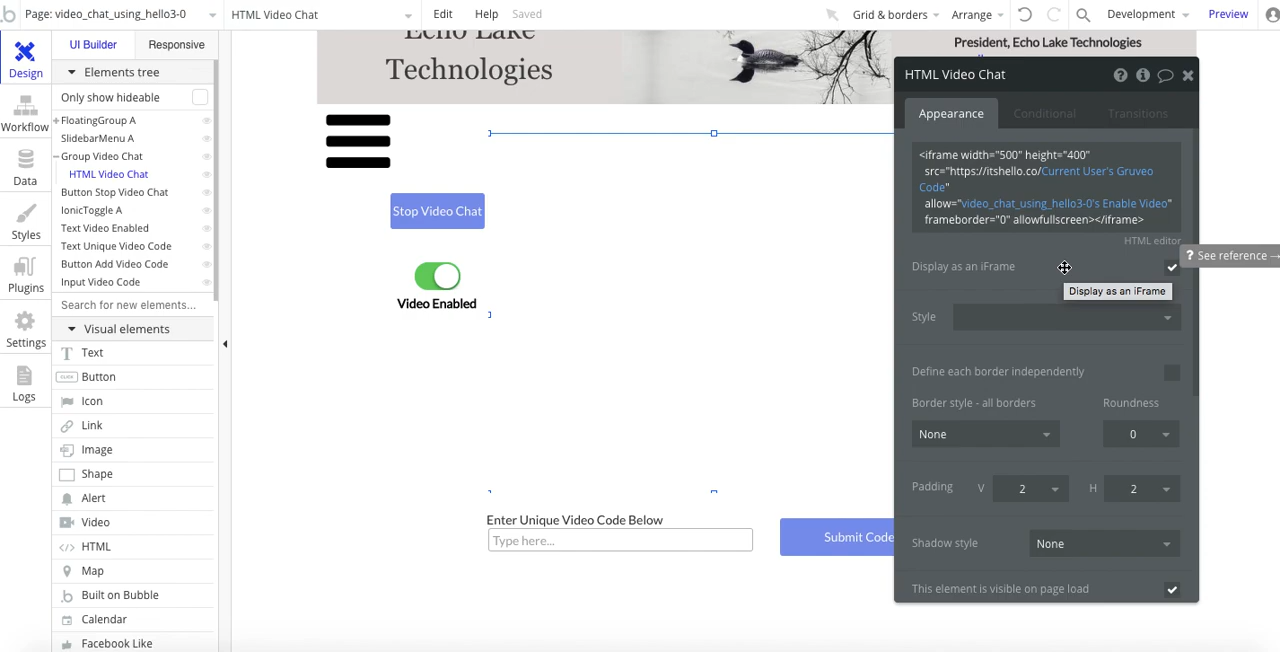 Page: video_chat_using_hello3-0
HTML Video Chat
Edit
Help
Saved
Grid & borders
Arrange
Development
Preview
Design
Workflow
Data
Styles
Plugins
Settings
Logs
UI Builder
Responsive
Elements tree
Only show hideable
FloatingGroup A
SlidebarMenu A
Group Video Chat
HTML Video Chat
Button Stop Video Chat
IonicToggle A
Text Video Enabled
Text Unique Video Code
Button Add Video Code
Input Video Code
Search for new elements...
Visual elements
Text
CLICK Button
Icon
Link
Image
Shape
Alert
Video
HTML
Map
Built on Bubble
Calendar
Facebook Like
Echo Lake
Technologies
President, Echo Lake Technologies
Stop Video Chat
Video Enabled
Enter Unique Video Code Below
Type here...
Submit Code
HTML Video Chat
Appearance
Conditional
Transitions
<iframe width="500" height="400"
src="https://itshello.co/Current User's Gruveo
Code"
allow="video_chat_using_hello3-0's Enable Video"
frameborder="0" allowfullscreen></iframe>
HTML editor
? See reference →
Display as an iFrame
Display as an iFrame
Style
Define each border independently
Border style - all borders
Roundness
None
0
Padding
V
2
H
2
Shadow style
None
This element is visible on page load